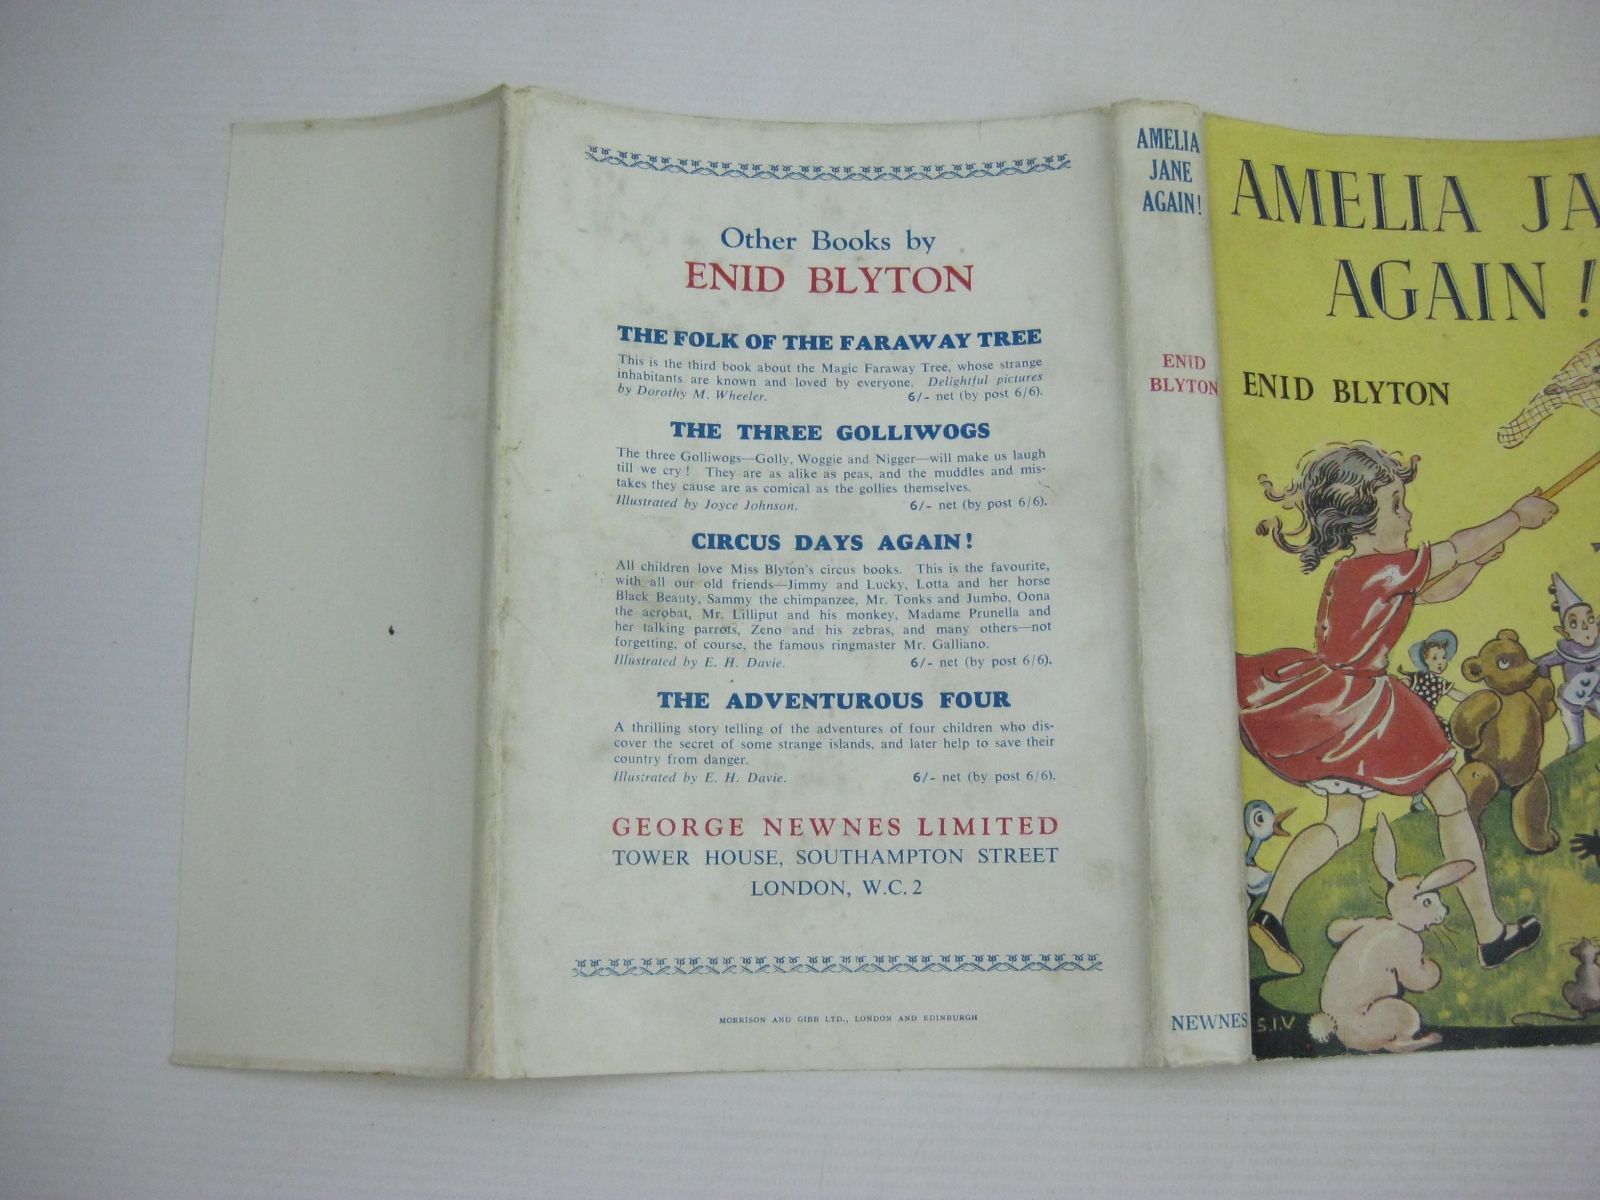 Other Books by
ENID BLYTON
THE FOLK OF THE FARAWAY TREE
This is the third book about the Magic Faraway Tree, whose strange
inhabitants are known and loved by everyone. Delightful pictures
by Dorothy M. Wheeler. 6/- net (by post 6/6).
THE THREE GOLLIWOGS
The three Golliwogs—Golly, Woggie and Nigger—will make us laugh
till we cry! They are as alike as peas, and the muddles and mis-
takes they cause are as comical as the gollies themselves.
Illustrated by Joyce Johnson. 6/- net (by post 6/6).
CIRCUS DAYS AGAIN!
All children love Miss Blyton's circus books. This is the favourite,
with all our old friends—Jimmy and Lucky, Lotta and her horse
Black Beauty, Sammy the chimpanzee, Mr. Tonks and Jumbo, Oona
the acrobat, Mr. Lilliput and his monkey, Madame Prunella and
her talking parrots, Zeno and his zebras, and many others—not
forgetting, of course, the famous ringmaster Mr. Galliano.
Illustrated by E. H. Davie. 6/- net (by post 6/6).
THE ADVENTUROUS FOUR
A thrilling story telling of the adventures of four children who dis-
cover the secret of some strange islands, and later help to save their
country from danger.
Illustrated by E. H. Davie. 6/- net (by post 6/6).
GEORGE NEWNES LIMITED
TOWER HOUSE, SOUTHAMPTON STREET
LONDON, W.C.2
MORRISON AND GIBB LTD., LONDON AND EDINBURGH
AMELIA
JANE
AGAIN!
ENID
BLYTON
NEWNES
AMELIA JA
AGAIN!
ENID BLYTON
S.I.V